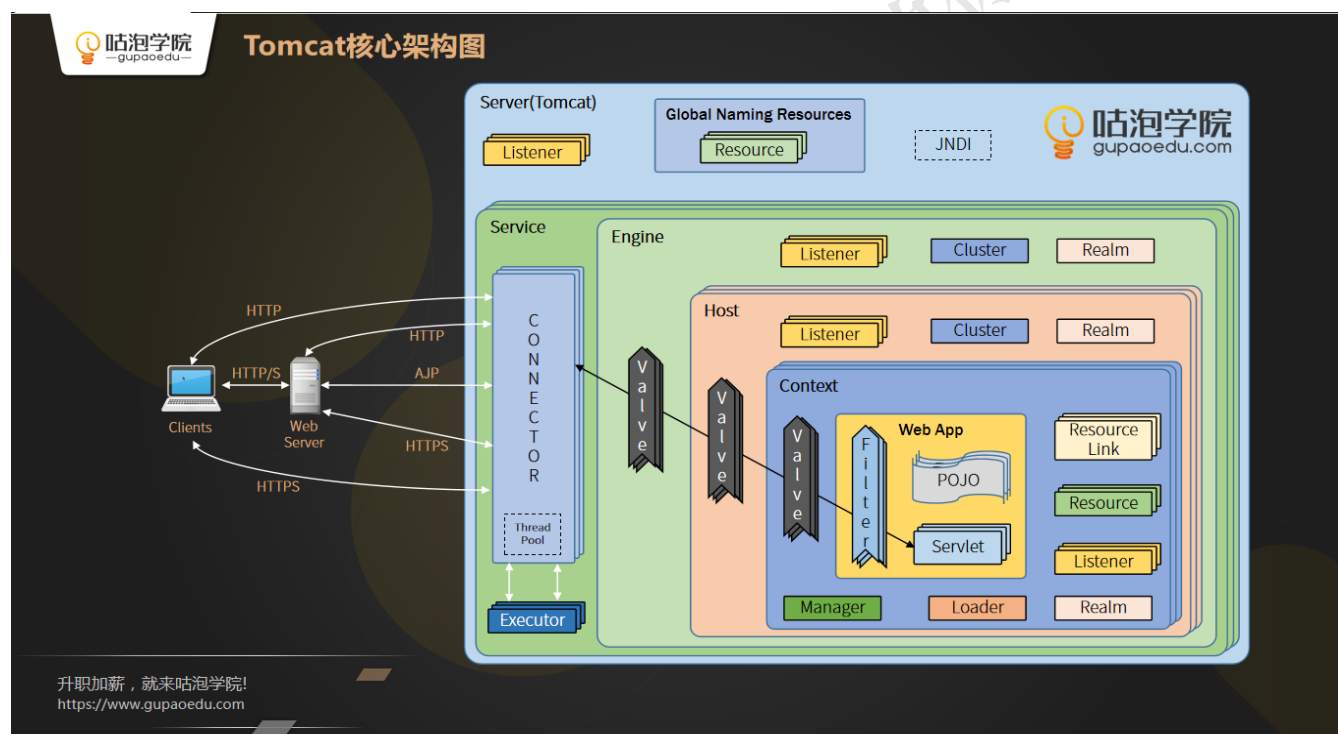 咕泡学院
—gupaoedu—
Tomcat核心架构图
Server(Tomcat)
Listener
Global Naming Resources
Resource
JNDI
咕泡学院
gupaoedu.com
Service
Engine
Listener
Cluster
Realm
Host
Listener
Cluster
Realm
Context
Web App
POJO
Servlet
Filter
Valve
Valve
Valve
Resource
Link
Resource
Listener
Manager
Loader
Realm
CONNECTOR
Thread
Pool
Executor
HTTP
HTTP
HTTP/S
AJP
HTTPS
HTTPS
Clients
Web
Server
升职加薪，就来咕泡学院!
https://www.gupaoedu.com